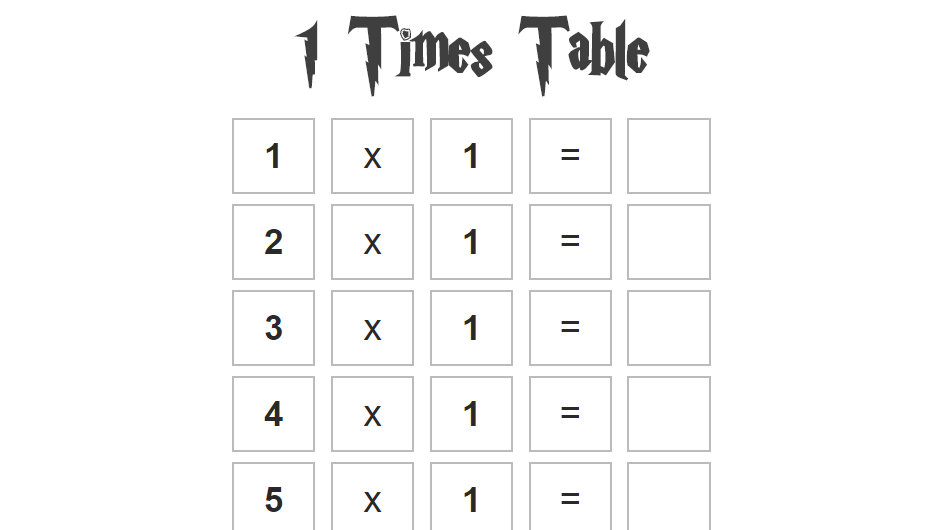 1 Times Table
1 x 1 =
2 x 1 =
3 x 1 =
4 x 1 =
5 x 1 =